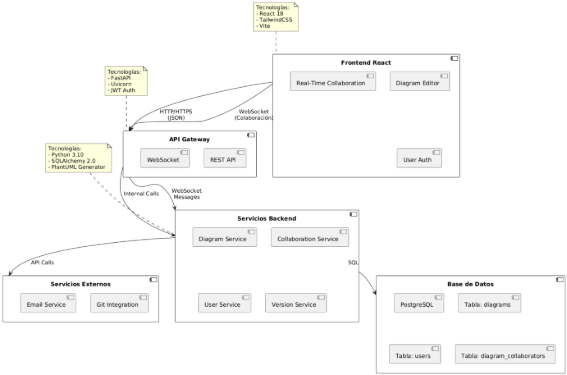 Tecnologías:
- React 18
- TailwindCSS
- Vite
Frontend React
Real-Time Collaboration
Diagram Editor
User Auth
Tecnologías:
- FastAPI
- Uvicorn
- JWT Auth
HTTP/HTTPS
(JSON)
WebSocket
(Colaboración)
API Gateway
WebSocket
REST API
Tecnologías:
- Python 3.10
- SQLAlchemy 2.0
- PlantUML Generator
Internal Calls
WebSocket
Messages
Servicios Backend
Diagram Service
Collaboration Service
User Service
Version Service
API Calls
SQL
Servicios Externos
Email Service
Git Integration
Base de Datos
PostgreSQL
Tabla: diagrams
Tabla: users
Tabla: diagram_collaborators